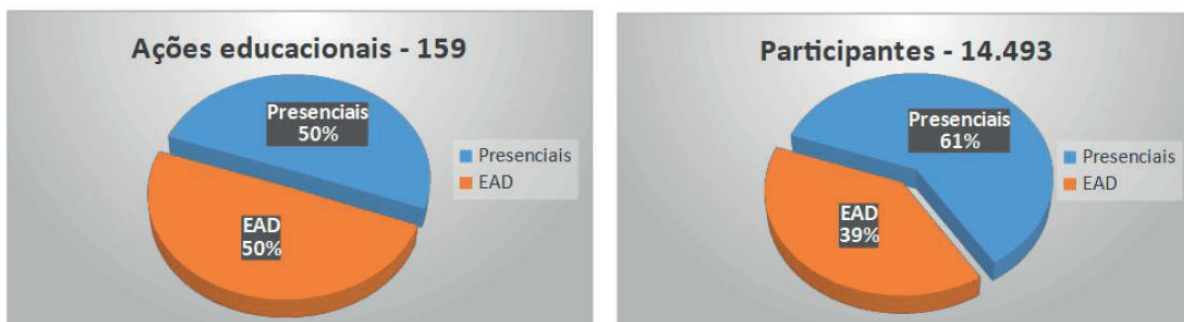 Ações educacionais - 159
Presenciais
50%
EAD
50%
Presenciais
EAD
Participantes - 14.493
Presenciais
61%
EAD
39%
Presenciais
EAD